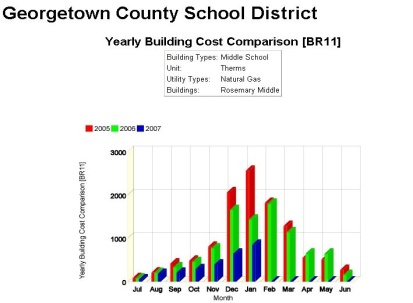 Georgetown County School District
Yearly Building Cost Comparison [BR11]
Building Types: Middle School
Unit: Therms
Utility Types: Natural Gas
Buildings: Rosemary Middle
2005 2006 2007
Yearly Building Cost Comparison [BR11]
3000
2000
1000
0
Jul Aug Sep Oct Nov Dec Jan Feb Mar Apr May Jun
Month